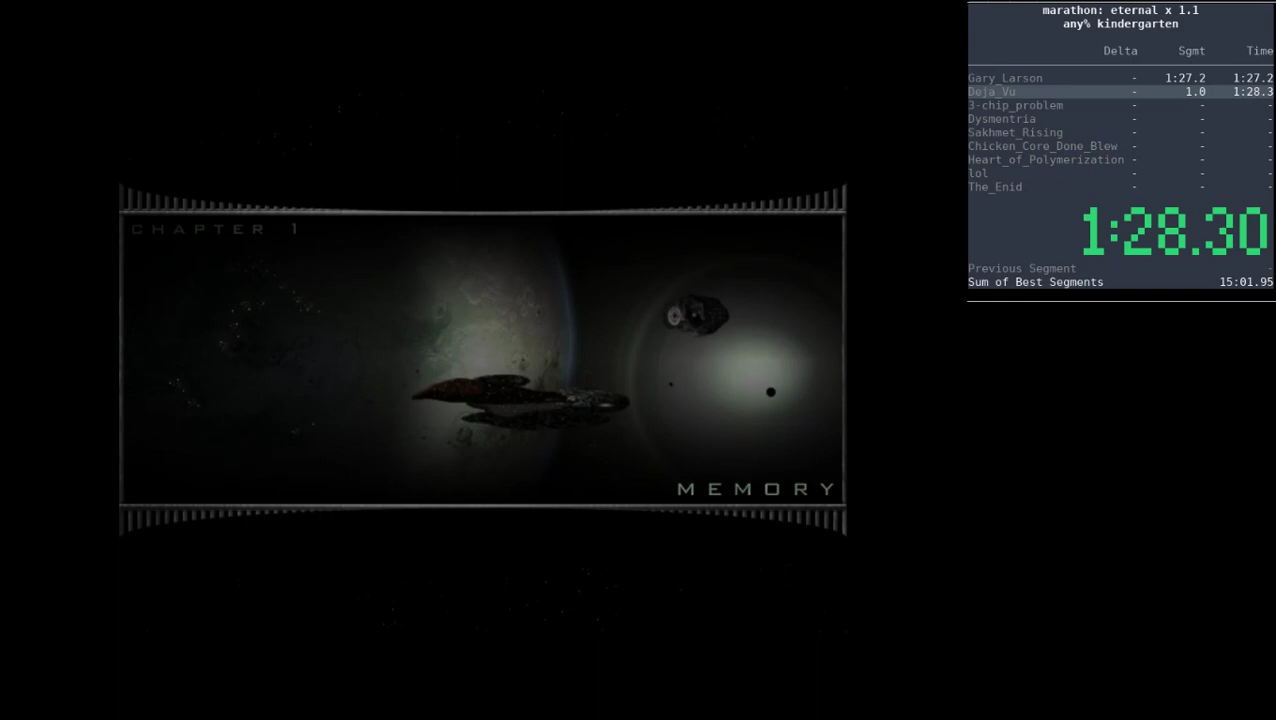 marathon: eternal x 1.1
any% kindergarten
Delta Sgmt Time
Gary_Larson - 1:27.2 1:27.2
Deja_Vu - 1.0 1:28.3
3-chip_problem - - -
Dysmentria - - -
Sakhmet_Rising - - -
Chicken_Core_Done_Blew - - -
Heart_of_Polymerization - - -
lol - - -
The_Enid - - -
1:28.30
Previous Segment -
Sum of Best Segments 15:01.95
CHAPTER 1
MEMORY